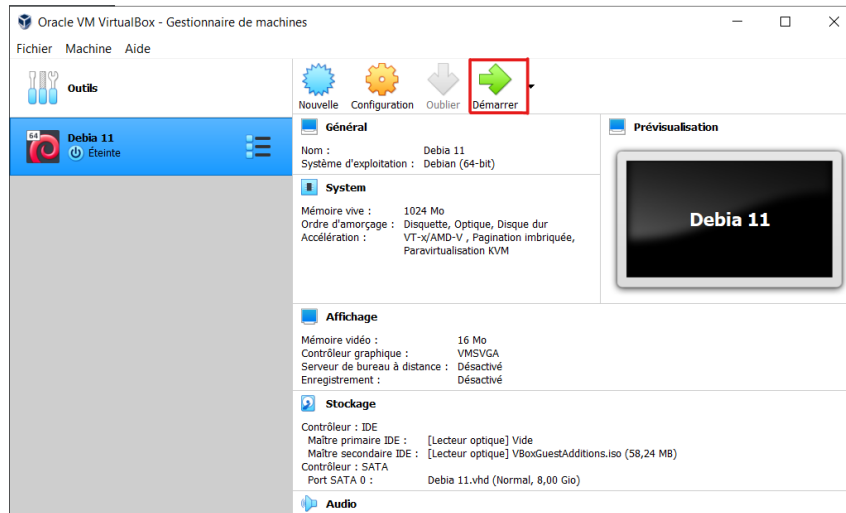 Oracle VM VirtualBox - Gestionnaire de machines
Fichier Machine Aide
Outils
Nouvelle Configuration Oublier Démarrer
64
Debia 11
Éteinte
Général
Nom : Debia 11
Système d'exploitation : Debian (64-bit)
System
Mémoire vive : 1024 Mo
Ordre d'amorçage : Disquette, Optique, Disque dur
Accélération : VT-x/AMD-V , Pagination imbriquée,
Paravirtualisation KVM
Prévisualisation
Debia 11
Affichage
Mémoire vidéo : 16 Mo
Contrôleur graphique : VMSVGA
Serveur de bureau à distance : Désactivé
Enregistrement : Désactivé
Stockage
Contrôleur : IDE
Maître primaire IDE : [Lecteur optique] Vide
Maître secondaire IDE : [Lecteur optique] VBoxGuestAdditions.iso (58,24 MB)
Contrôleur : SATA
Port SATA 0 : Debia 11.vhd (Normal, 8,00 Gio)
Audio